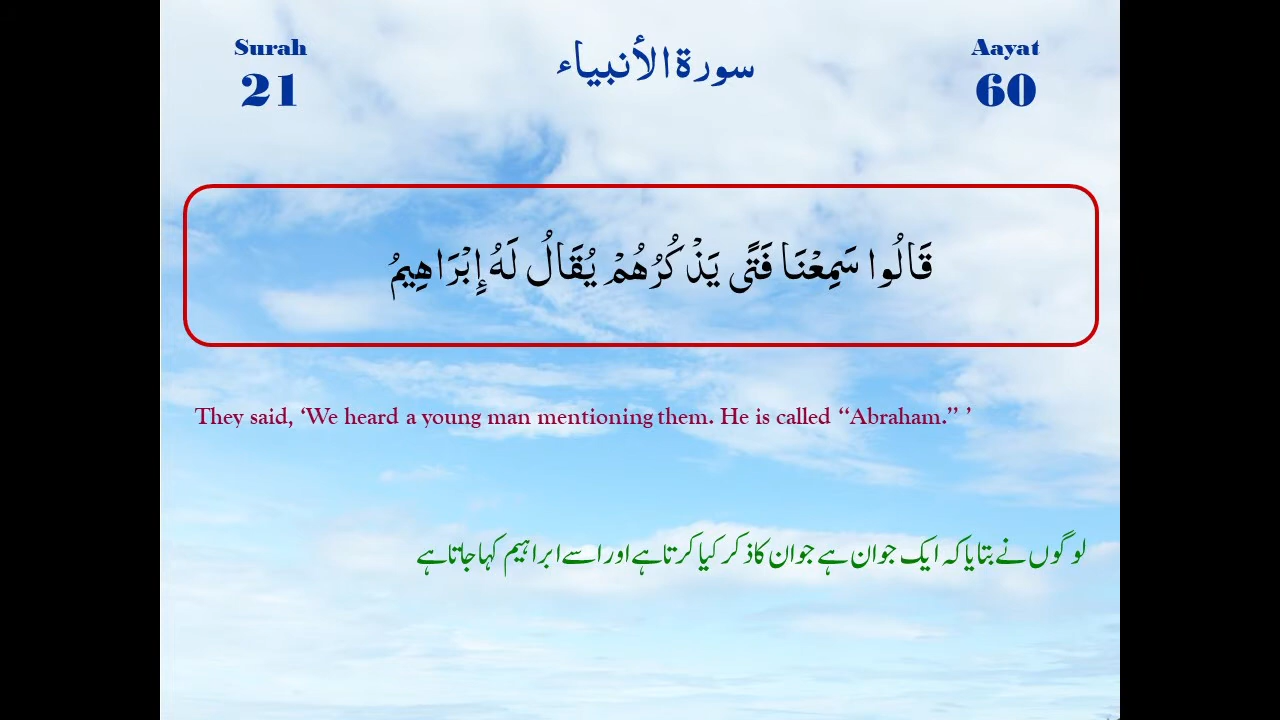 Surah
21
سورة الأنبياء
Aayat
60
قَالُوا سَمِعْنَا فَتًى يَذْكُرُهُمْ يُقَالُ لَهُ إِبْرَاهِيمُ
They said, ‘We heard a young man mentioning them. He is called “Abraham.” ’
لوگوں نے بتایا کہ ایک جوان ہے جوان کا ذکر کیا کرتا ہے اور اسے ابراہیم کہا جاتا ہے